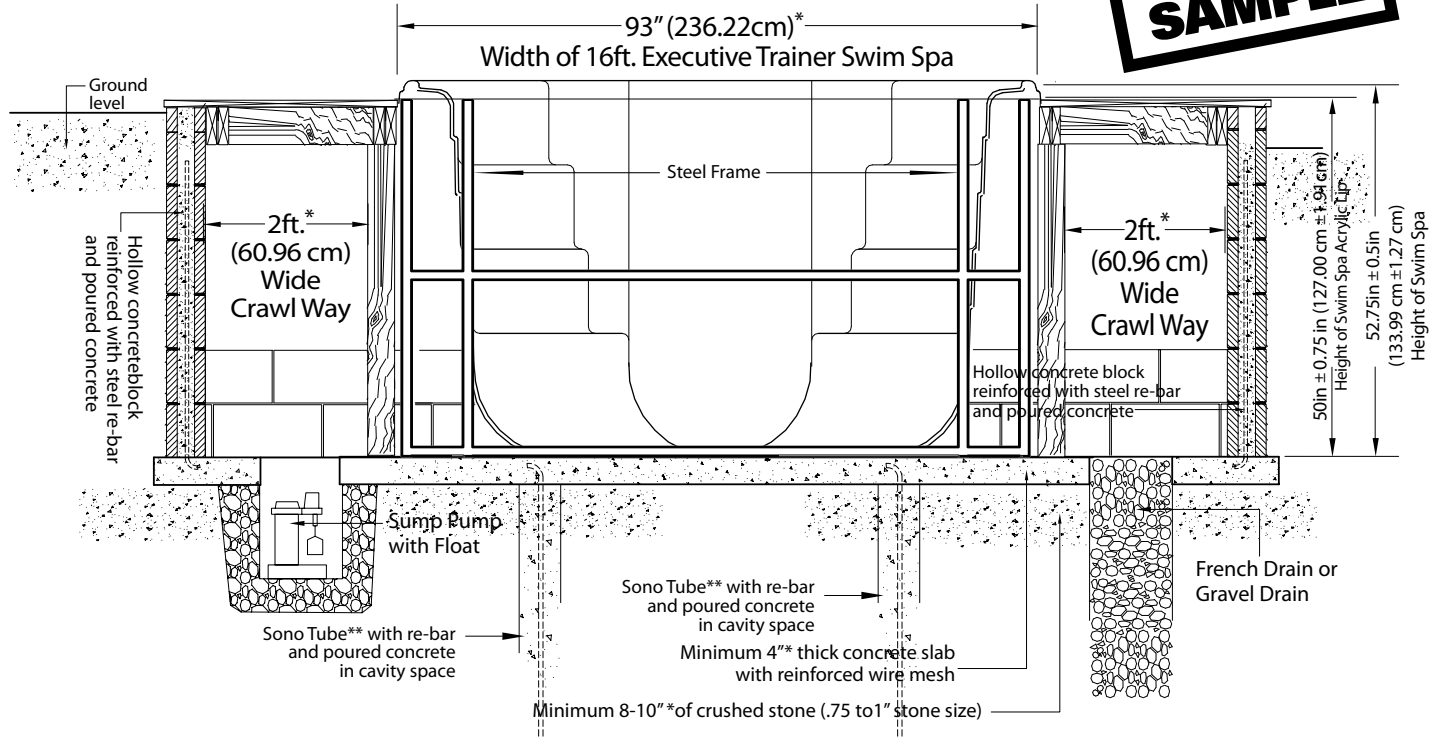 SAMPLE
93” (236.22cm)*
Width of 16ft. Executive Trainer Swim Spa
Ground
level
Steel Frame
2ft.*
(60.96 cm)
Wide
Crawl Way
Hollow concreteblock
reinforced with steel re-bar
and poured concrete
2ft.*
(60.96 cm)
Wide
Crawl Way
50in ± 0.75 in (127.00 cm ± 1.91 cm)
Height of Swim Spa Acrylic Lip
52.75in ± 0.5in
(133.99 cm ±1.27 cm)
Height of Swim Spa
Hollow concrete block
reinforced with steel re-bar
and poured concrete
Sump Pump
with Float
Sono Tube** with re-bar
and poured concrete
in cavity space
Sono Tube** with re-bar
and poured concrete
in cavity space
Minimum 4”* thick concrete slab
with reinforced wire mesh
Minimum 8-10” *of crushed stone (.75 to1” stone size)
French Drain or
Gravel Drain